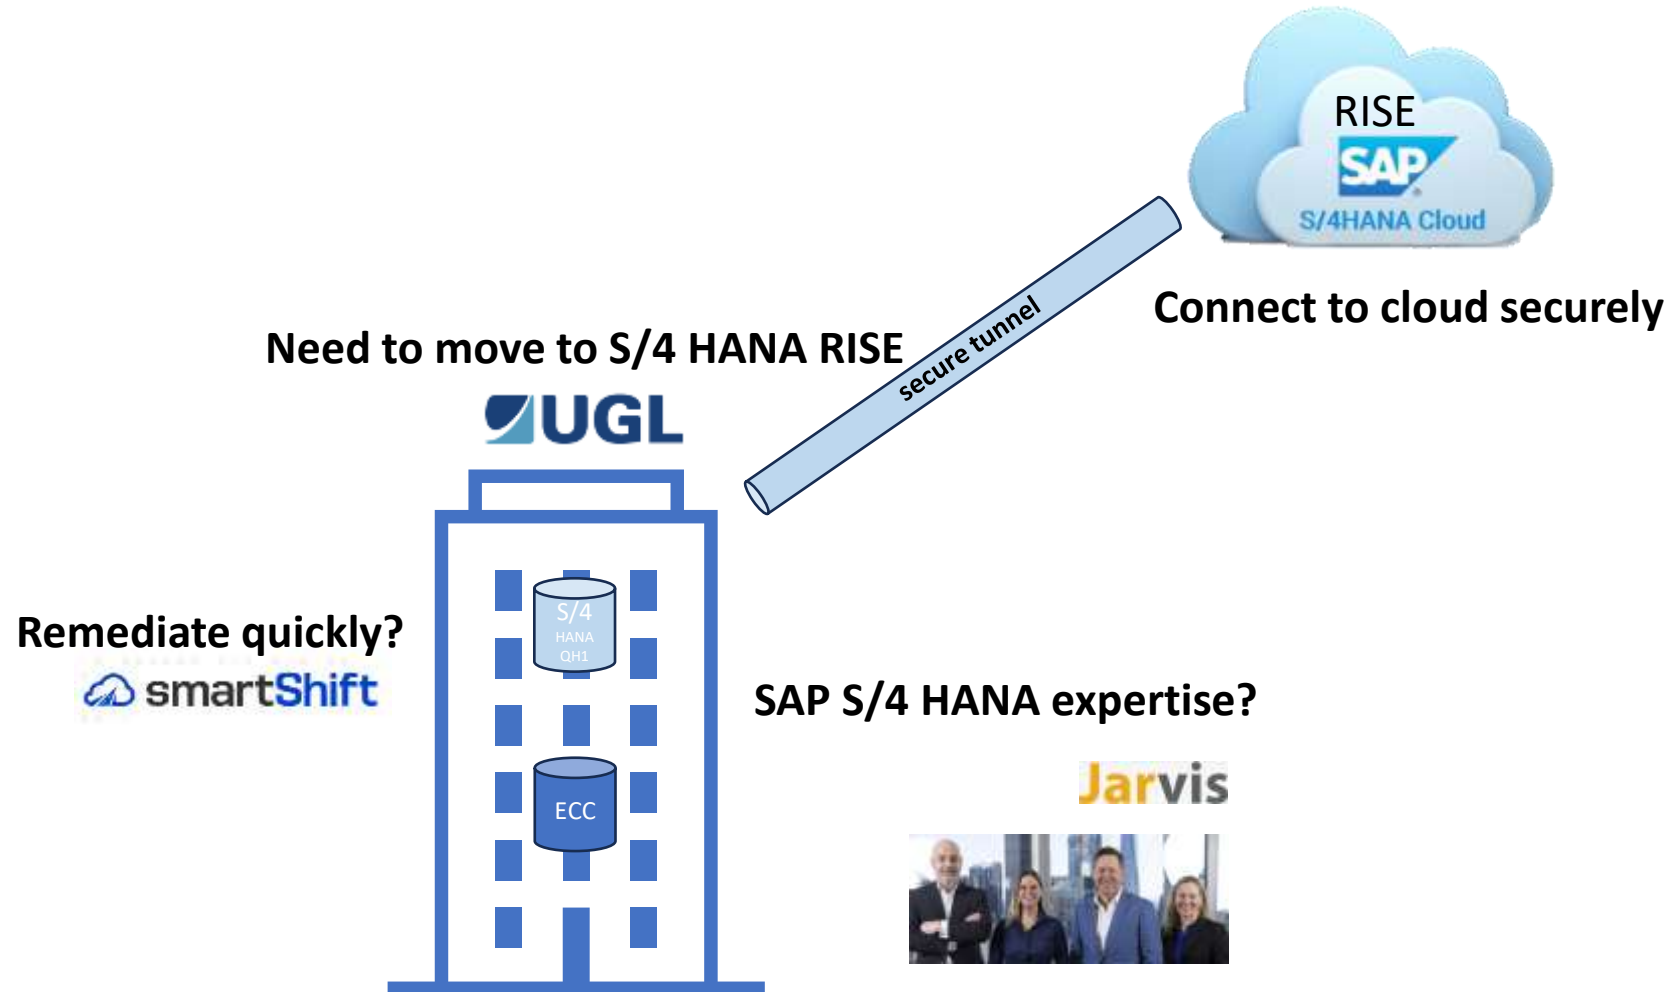 RISE
SAP
S/4HANA Cloud
Connect to cloud securely
secure tunnel
Need to move to S/4 HANA RISE
UGL
S/4
HANA
QH1
Remediate quickly?
smartShift
SAP S/4 HANA expertise?
Jarvis
ECC